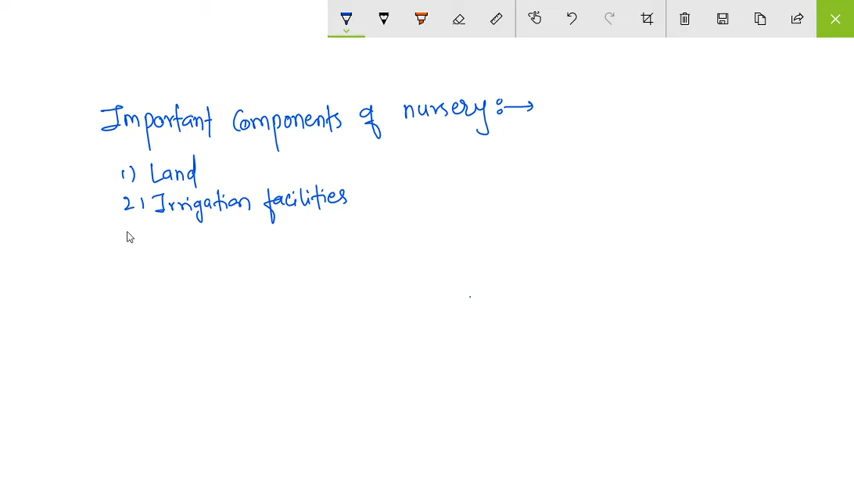 Important Components of nursery:→
1) Land
2) Irrigation facilities